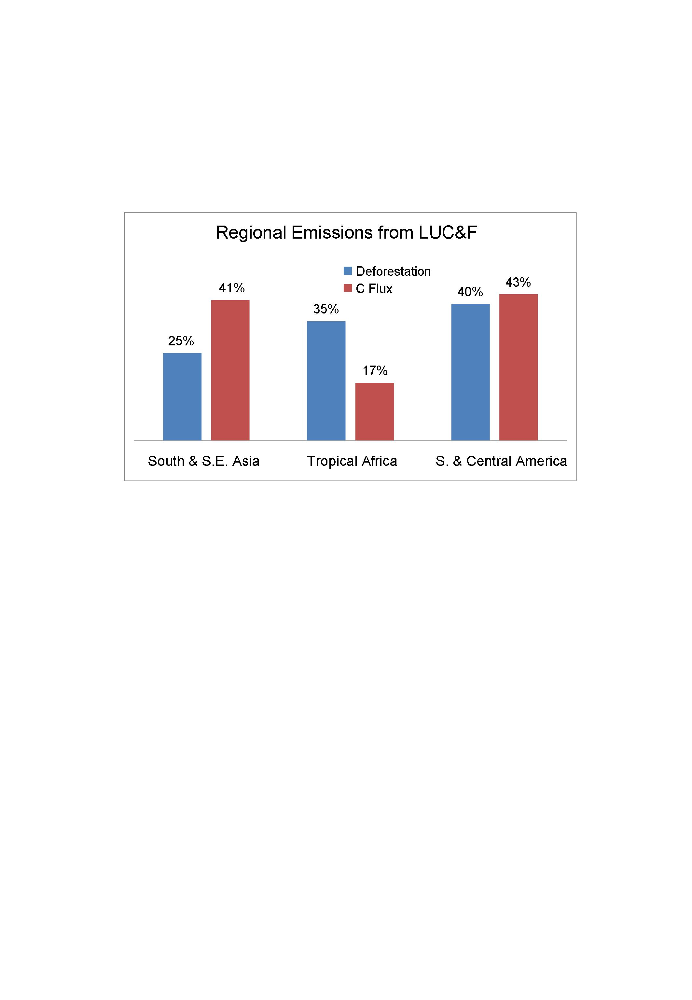 Regional Emissions from LUC&F
Deforestation
C Flux
41%
43%
40%
35%
25%
17%
South & S.E. Asia
Tropical Africa
S. & Central America